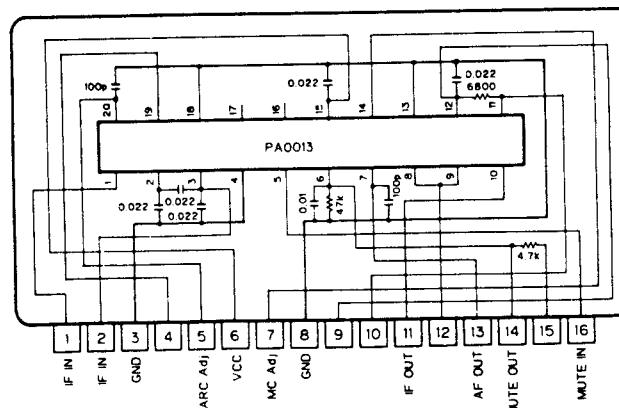 100p
0.022
0.022
6800
20
19
18
17
16
15
14
13
12
11
PA0013
1
2
3
4
5
6
7
8
9
10
0.022
0.022
0.022
0.01
47k
100p
4.7k
1
2
3
4
5
6
7
8
9
10
11
12
13
14
15
16
IF IN
IF IN
GND
ARC Adj
VCC
MC Adj
GND
IF OUT
AF OUT
MUTE OUT
MUTE IN